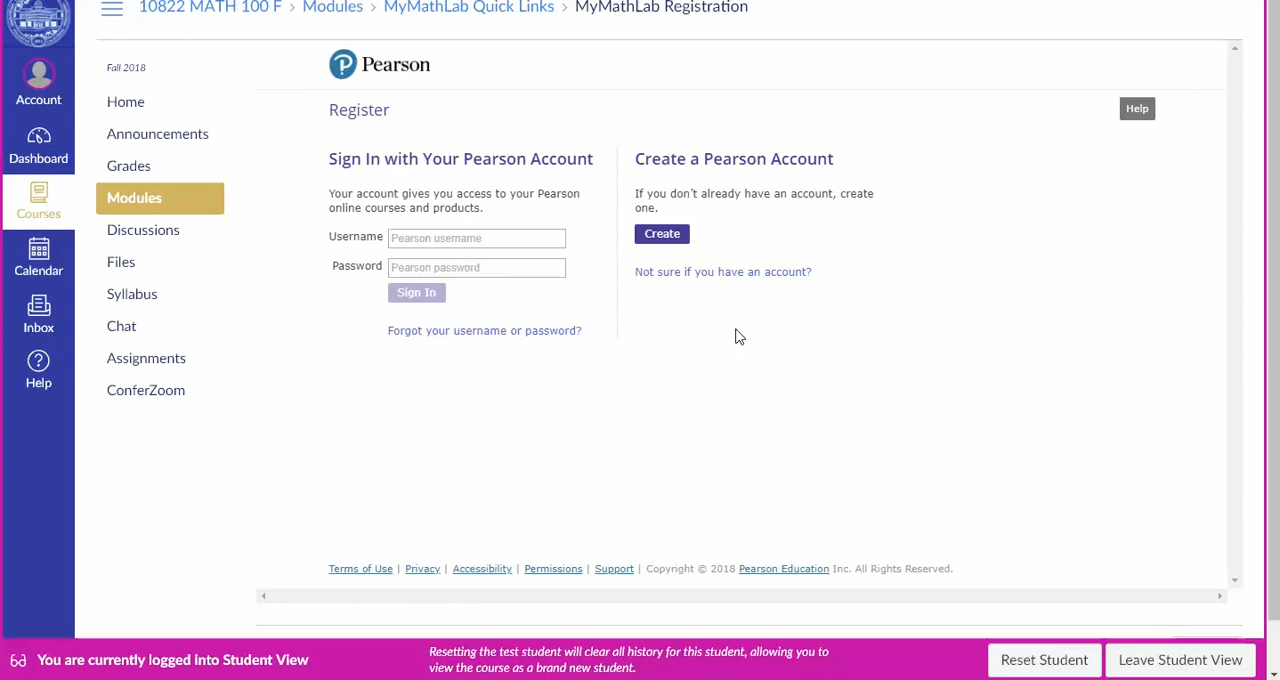 10822 MATH 100 F > Modules > MyMathLab Quick Links > MyMathLab Registration
Account
Dashboard
Courses
Calendar
Inbox
Help
Fall 2018
Home
Announcements
Grades
Modules
Discussions
Files
Syllabus
Chat
Assignments
ConferZoom
Pearson
Register
Help
Sign In with Your Pearson Account
Your account gives you access to your Pearson
online courses and products.
Username Pearson username
Password Pearson password
Sign In
Forgot your username or password?
Create a Pearson Account
If you don't already have an account, create
one.
Create
Not sure if you have an account?
Terms of Use | Privacy | Accessibility | Permissions | Support | Copyright © 2018 Pearson Education Inc. All Rights Reserved.
You are currently logged into Student View
Resetting the test student will clear all history for this student, allowing you to
view the course as a brand new student.
Reset Student
Leave Student View